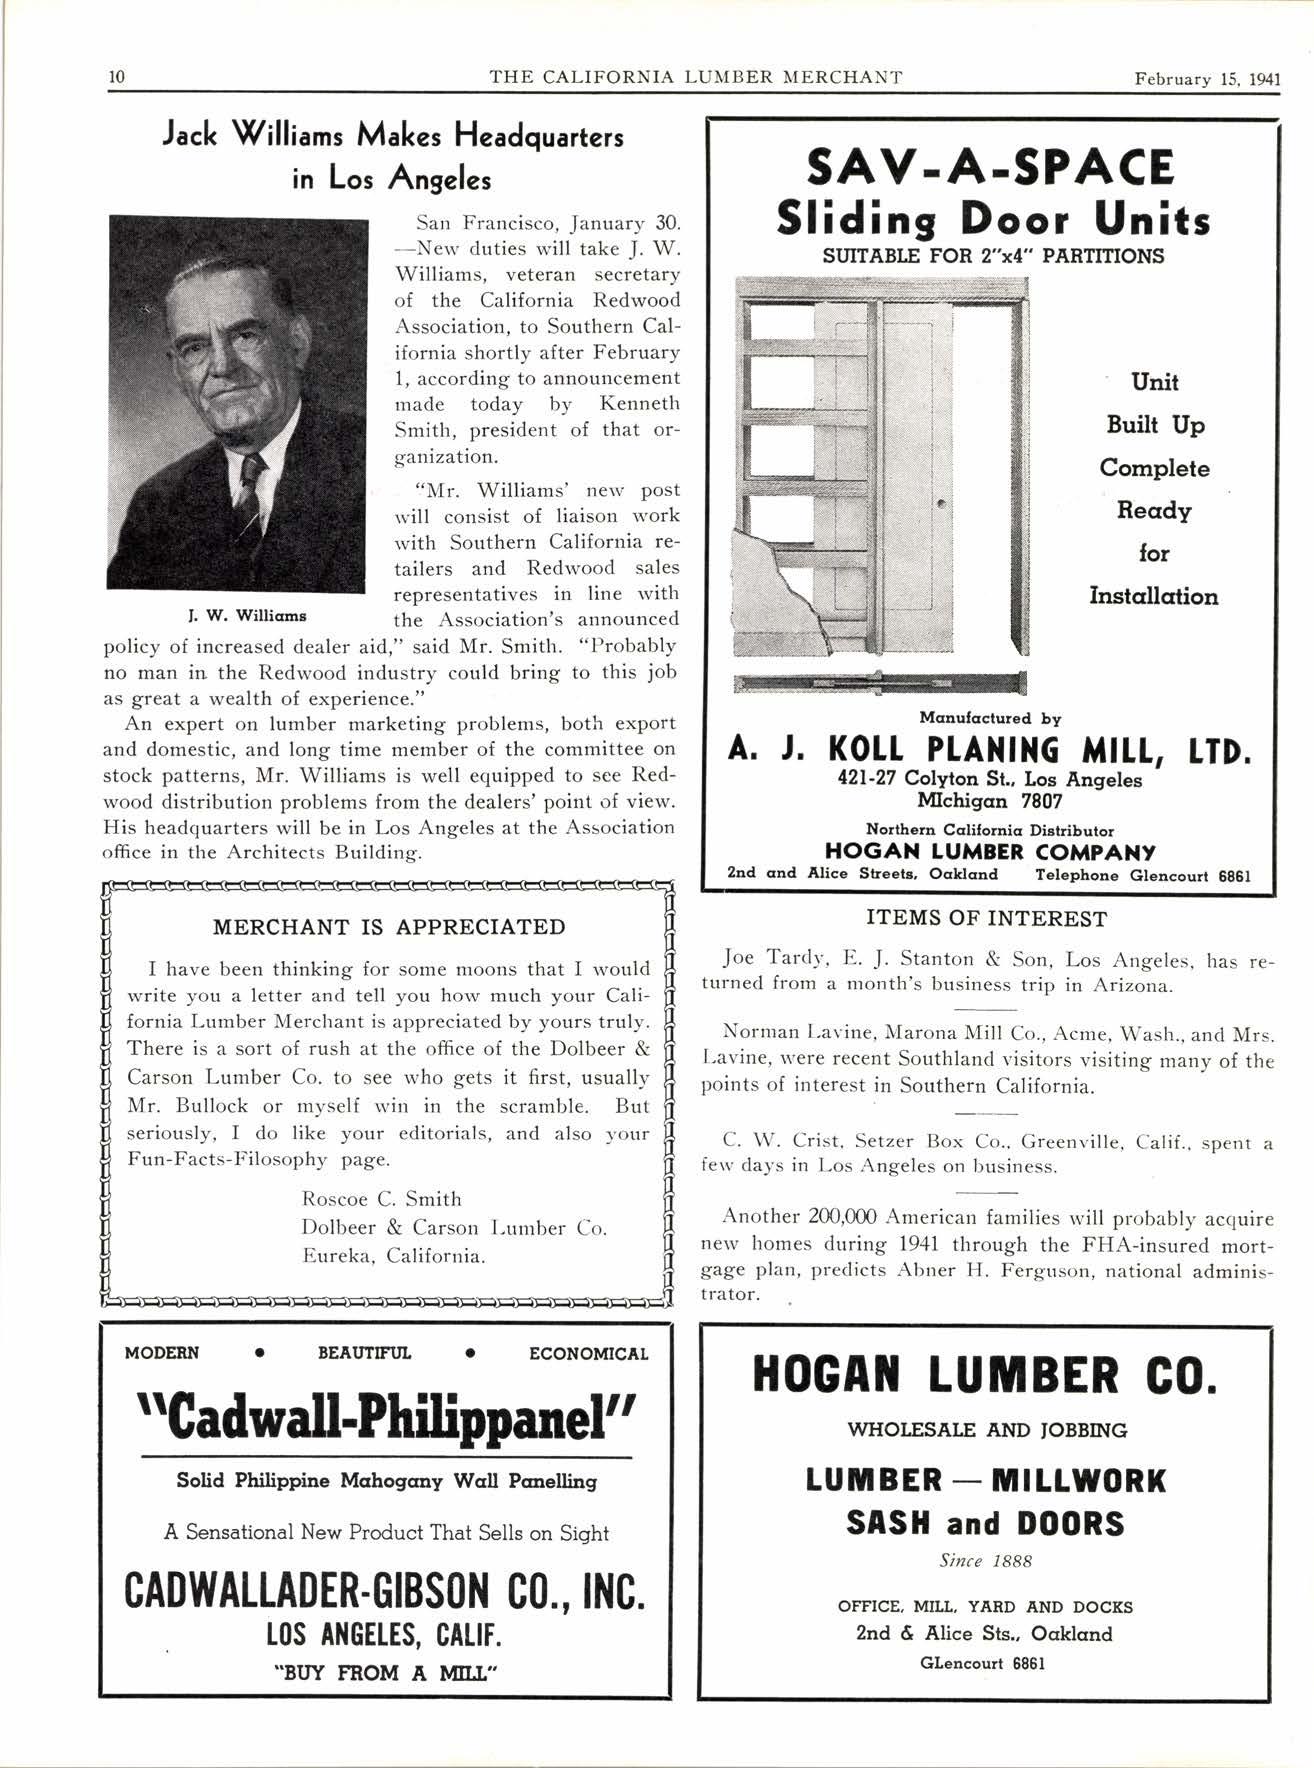 10
THE CALIFORNIA LUMBER MERCHANT
February 15, 1941
Jack Williams Makes Headquarters
in Los Angeles
San Francisco, January 30.
—New duties will take J. W.
Williams, veteran secretary
of the California Redwood
Association, to Southern Cal-
ifornia shortly after February
1, according to announcement
made today by Kenneth
Smith, president of that or-
ganization.
"Mr. Williams' new post
will consist of liaison work
with Southern California re-
tailers and Redwood sales
representatives in line with
the Association's announced
J. W. Williams
policy of increased dealer aid," said Mr. Smith. "Probably
no man in the Redwood industry could bring to this job
as great a wealth of experience."
An expert on lumber marketing problems, both export
and domestic, and long time member of the committee on
stock patterns, Mr. Williams is well equipped to see Red-
wood distribution problems from the dealers' point of view.
His headquarters will be in Los Angeles at the Association
office in the Architects Building.
MERCHANT IS APPRECIATED
I have been thinking for some moons that I would
write you a letter and tell you how much your Cali-
fornia Lumber Merchant is appreciated by yours truly.
There is a sort of rush at the office of the Dolbeer &
Carson Lumber Co. to see who gets it first, usually
Mr. Bullock or myself win in the scramble. But
seriously, I do like your editorials, and also your
Fun-Facts-Filosophy page.
Roscoe C. Smith
Dolbeer & Carson Lumber Co.
Eureka, California.
MODERN • BEAUTIFUL • ECONOMICAL
"Cadwall-Philippanel"
Solid Philippine Mahogany Wall Panelling
A Sensational New Product That Sells on Sight
CADWALLADER-GIBSON CO., INC.
LOS ANGELES, CALIF.
"BUY FROM A MILL"
SAV-A-SPACE
Sliding Door Units
SUITABLE FOR 2"x4" PARTITIONS
Unit
Built Up
Complete
Ready
for
Installation
Manufactured by
A. J. KOLL PLANING MILL, LTD.
421-27 Colyton St., Los Angeles
MIchigan 7807
Northern California Distributor
HOGAN LUMBER COMPANY
2nd and Alice Streets, Oakland Telephone Glencourt 6861
ITEMS OF INTEREST
Joe Tardy, E. J. Stanton & Son, Los Angeles, has re-
turned from a month's business trip in Arizona.
Norman Lavine, Marona Mill Co., Acme, Wash., and Mrs.
Lavine, were recent Southland visitors visiting many of the
points of interest in Southern California.
C. W. Crist, Setzer Box Co., Greenville, Calif., spent a
few days in Los Angeles on business.
Another 200,000 American families will probably acquire
new homes during 1941 through the FHA-insured mort-
gage plan, predicts Abner H. Ferguson, national adminis-
trator.
HOGAN LUMBER CO.
WHOLESALE AND JOBBING
LUMBER — MILLWORK
SASH and DOORS
Since 1888
OFFICE, MILL, YARD AND DOCKS
2nd & Alice Sts., Oakland
GLencourt 6861